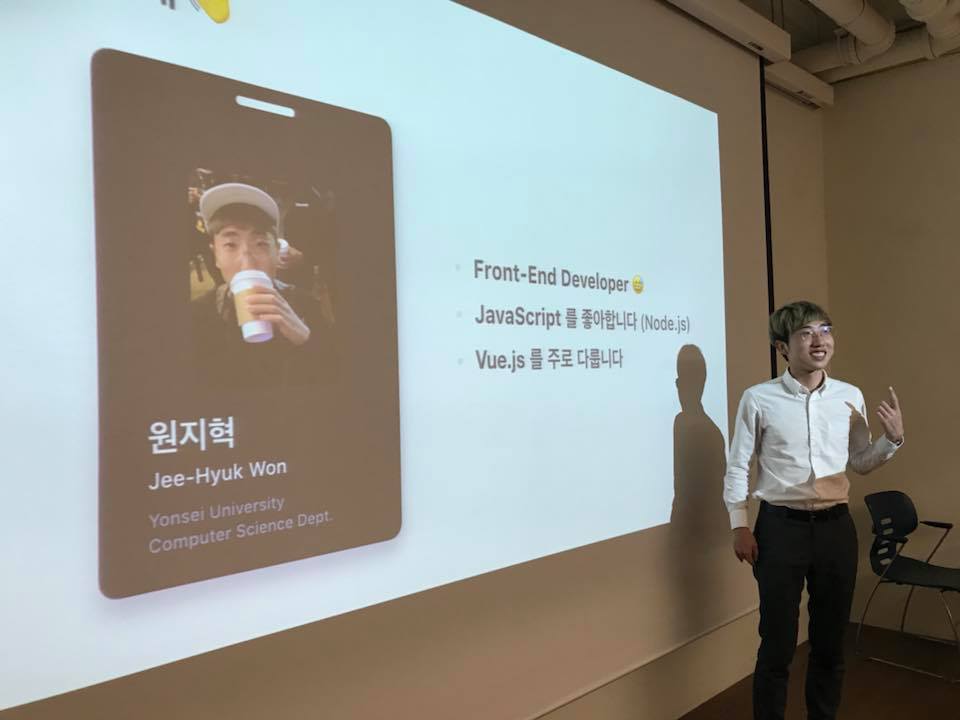 원지혁
Jee-Hyuk Won
Yonsei University
Computer Science Dept.
Front-End Developer 😄
JavaScript 를 좋아합니다 (Node.js)
Vue.js 를 주로 다룹니다